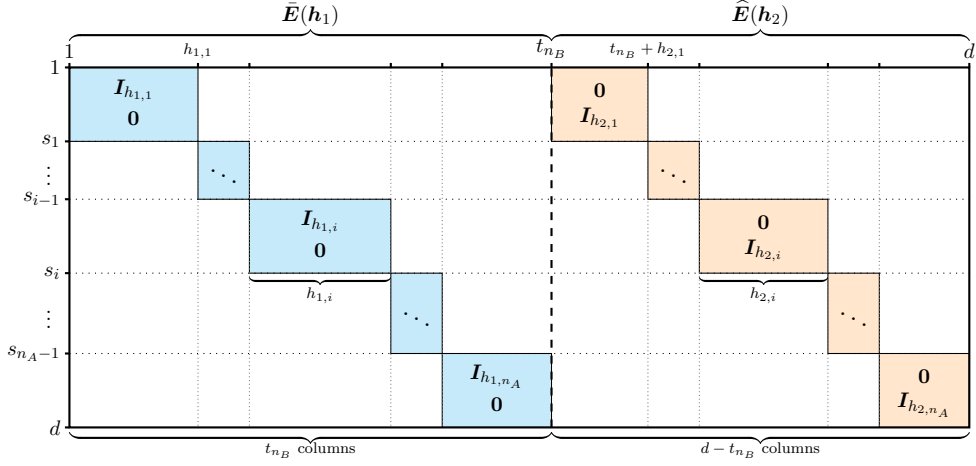 Ē(h₁) Ê(h₂)
1 h₁,₁ t_{n_B} t_{n_B} + h₂,₁ d
1
I_{h₁,₁} 0
0 I_{h₂,₁}
s₁
⋮ ⋱ ⋱
s_{i−1}
I_{h₁,i} 0
0 I_{h₂,i}
s_i
h₁,i h₂,i
⋮ ⋱ ⋱
s_{n_A−1}
I_{h₁,n_A} 0
0 I_{h₂,n_A}
d
t_{n_B} columns d − t_{n_B} columns